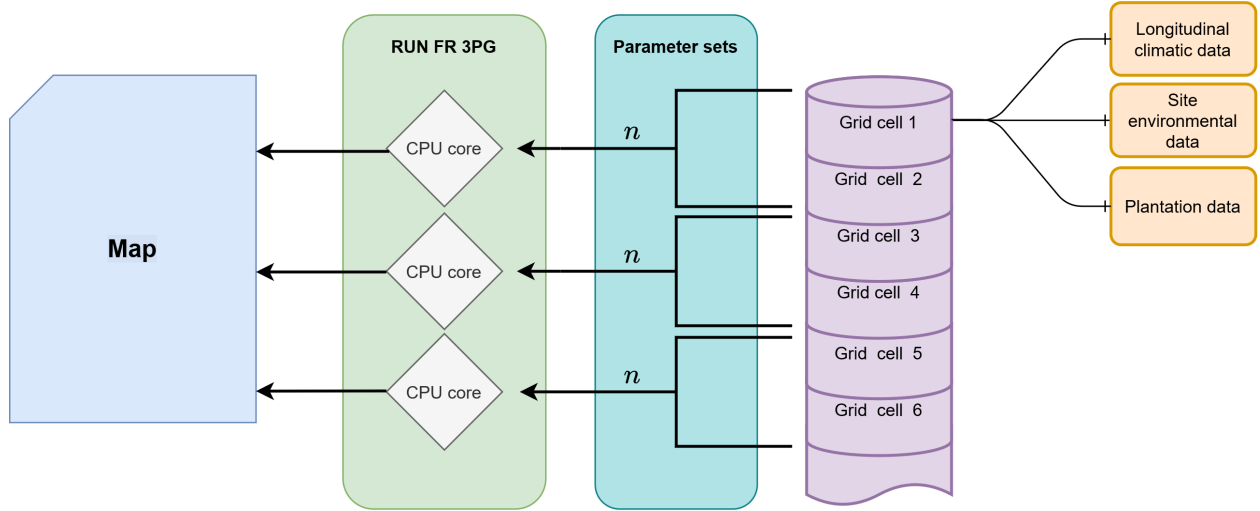 Map
RUN FR 3PG
CPU core
CPU core
CPU core
Parameter sets
n
n
n
Grid cell 1
Grid cell 2
Grid cell 3
Grid cell 4
Grid cell 5
Grid cell 6
Longitudinal
climatic data
Site
environmental
data
Plantation data